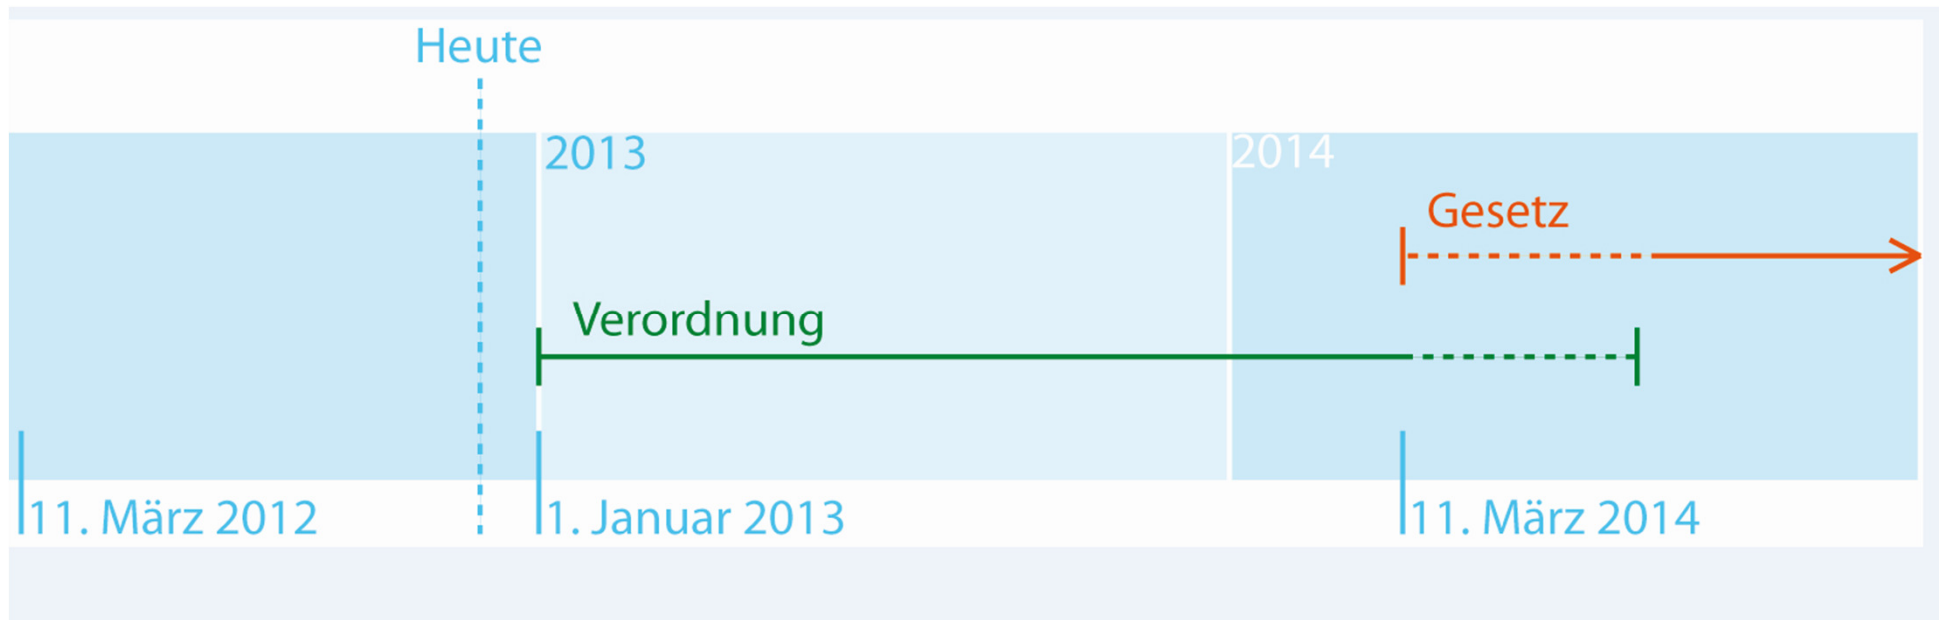 Heute
2013
2014
Gesetz
Verordnung
11. März 2012
1. Januar 2013
11. März 2014